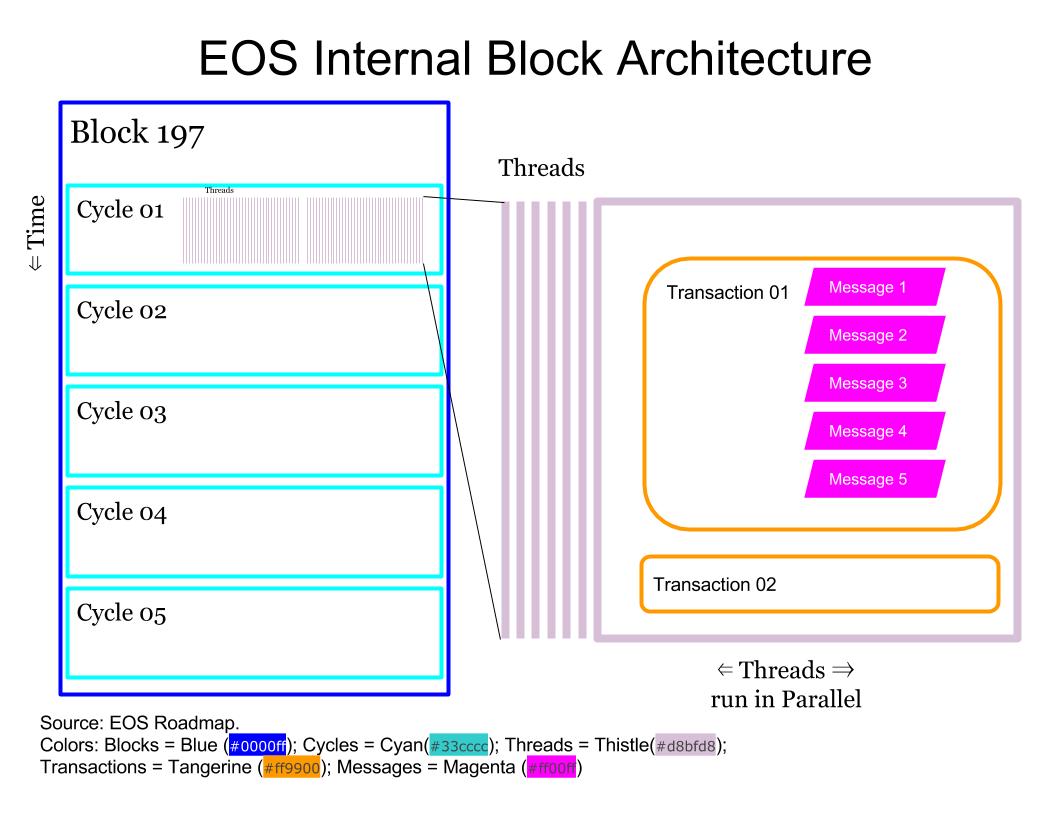 EOS Internal Block Architecture
Block 197
Threads
⇐ Time
Threads
Cycle 01
Cycle 02
Cycle 03
Cycle 04
Cycle 05
Transaction 01
Message 1
Message 2
Message 3
Message 4
Message 5
Transaction 02
⇐ Threads ⇒
run in Parallel
Source: EOS Roadmap.
Colors: Blocks = Blue (#0000ff); Cycles = Cyan(#33cccc); Threads = Thistle(#d8bfd8);
Transactions = Tangerine (#ff9900); Messages = Magenta (#ff00ff)